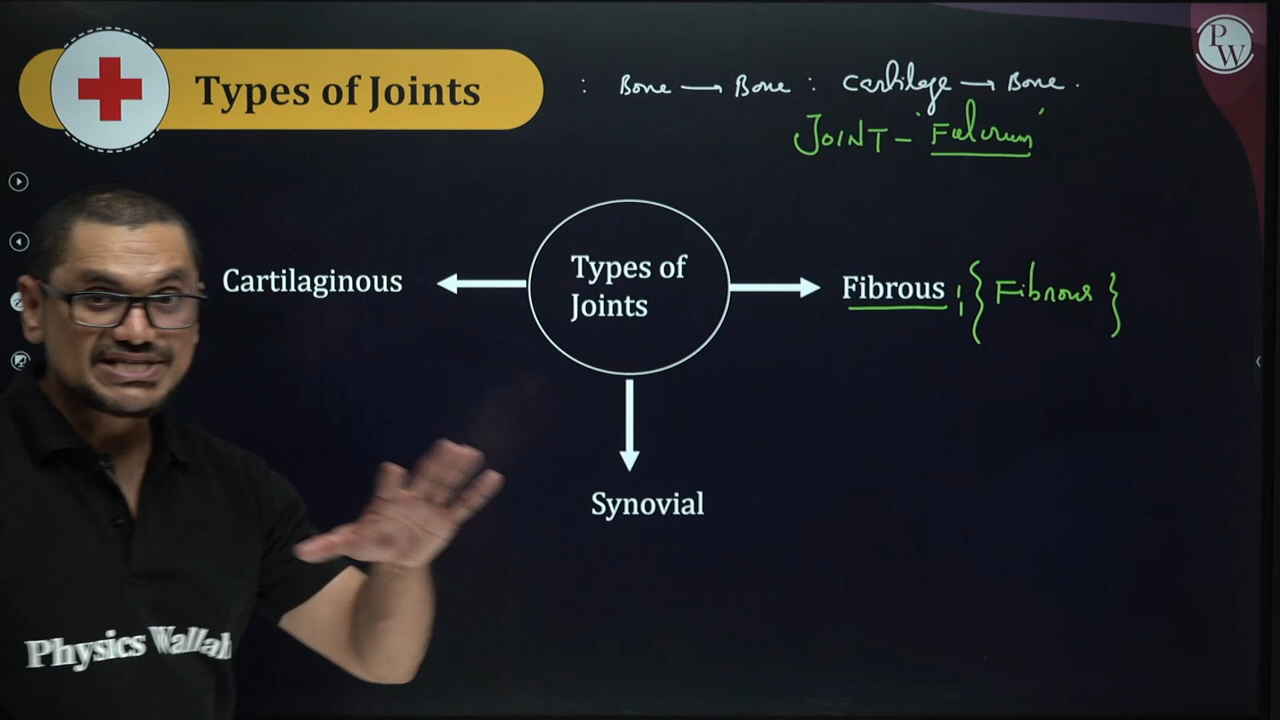 PW
Types of Joints
: Bone → Bone : Cartilage → Bone.
JOINT - 'Fulcrum'
Cartilaginous
Types of
Joints
Fibrous ; { Fibrous }
Synovial
Physics Wallah